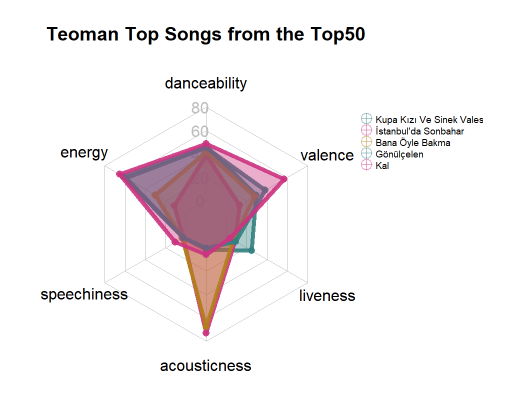 Teoman Top Songs from the Top50
danceability
80
60
energy
valence
Kupa Kızı Ve Sinek Vales
İstanbul'da Sonbahar
Bana Öyle Bakma
Gönülçelen
Kal
speechiness
liveness
acousticness